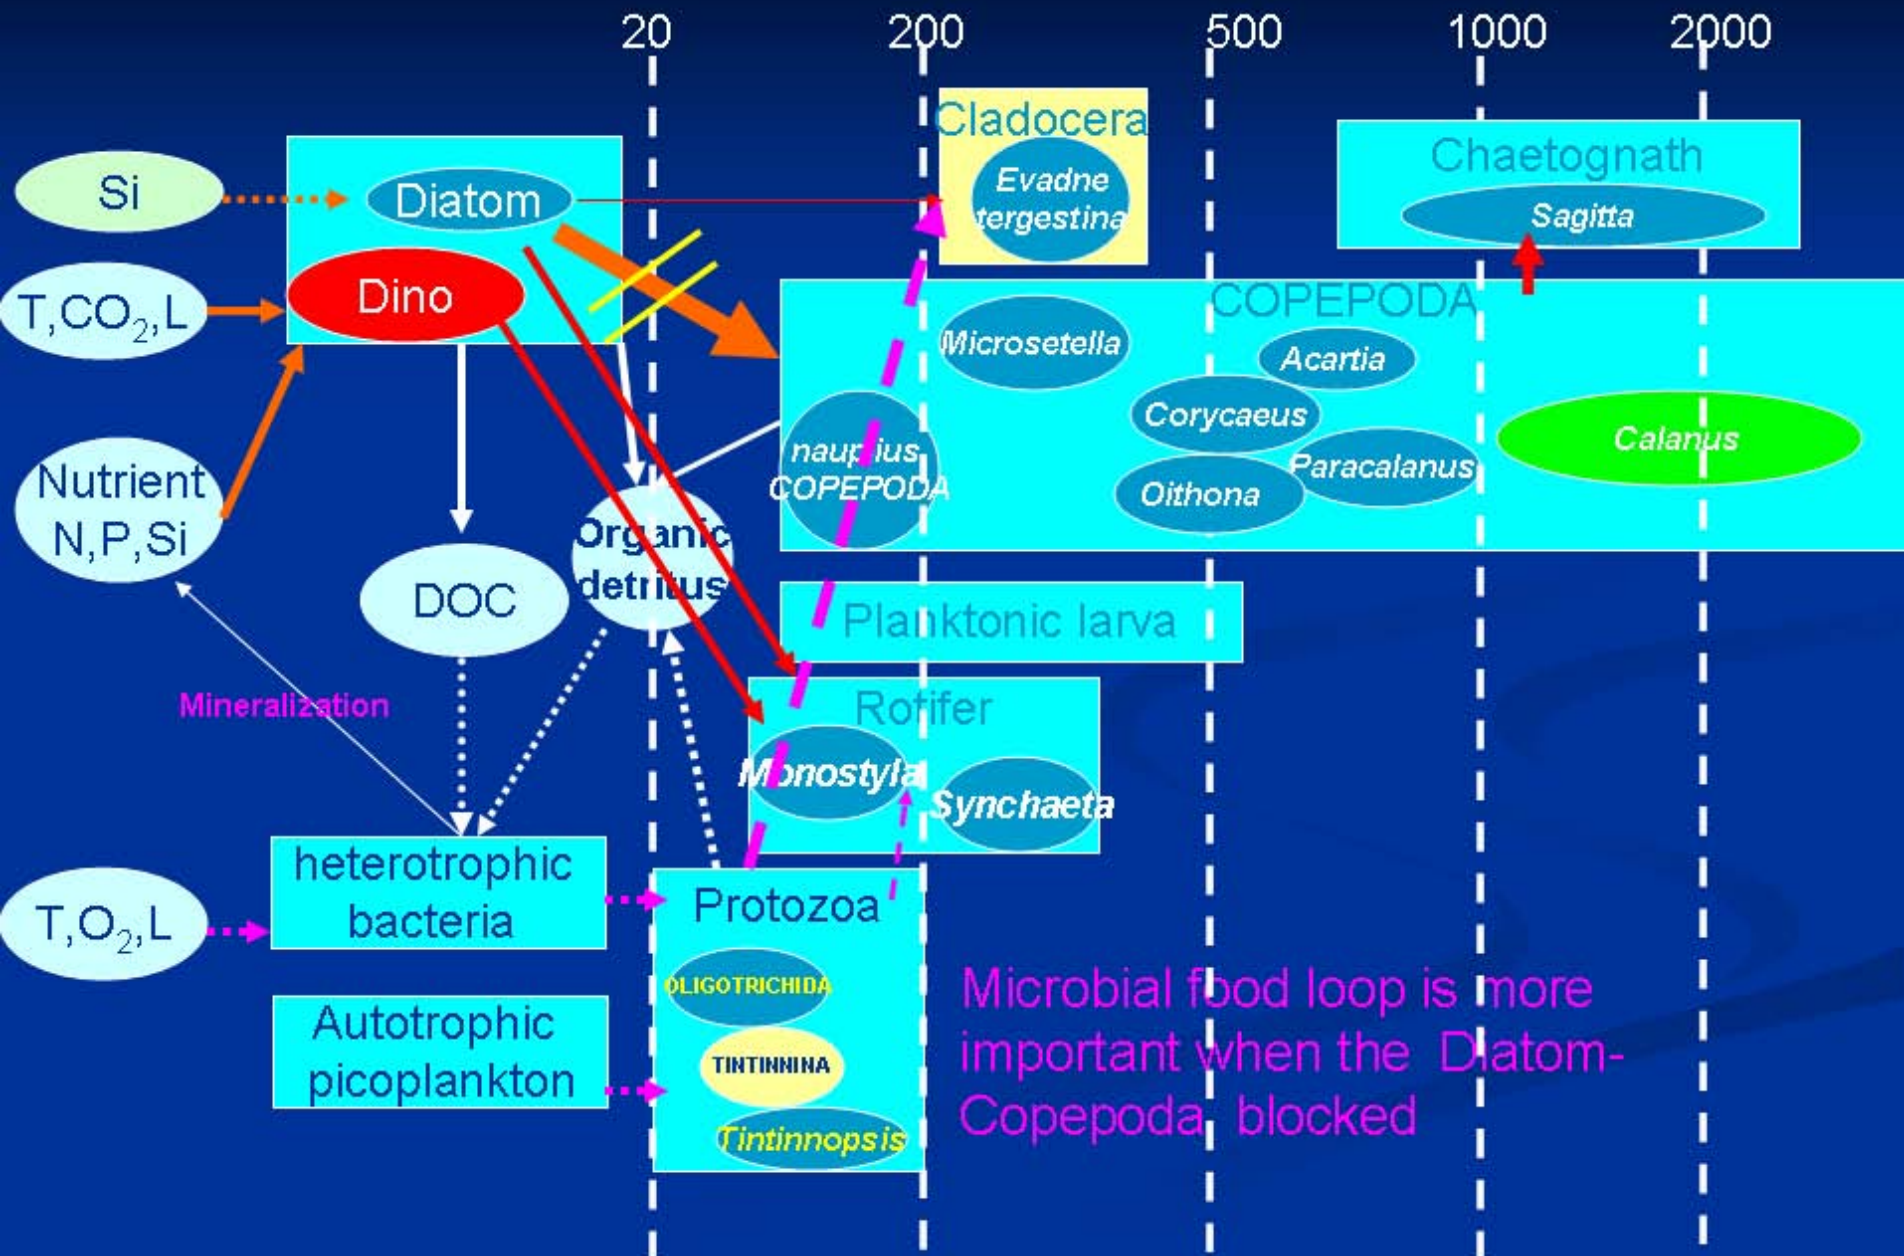 20
200
500
1000
2000
Cladocera
Evadne
tergestina
Chaetognath
Sagitta
Si
Diatom
T,CO₂,L
Dino
COPEPODA
Microsetella
Acartia
Corycaeus
Calanus
nauplius
COPEPODA
Paracalanus
Oithona
Nutrient
N,P,Si
Organic
detritus
DOC
Planktonic larva
Mineralization
Rotifer
Monostyla
Synchaeta
heterotrophic
bacteria
T,O₂,L
Protozoa
OLIGOTRICHIDA
TINTINNINA
Tintinnopsis
Autotrophic
picoplankton
Microbial food loop is more
important when the Diatom-
Copepoda blocked